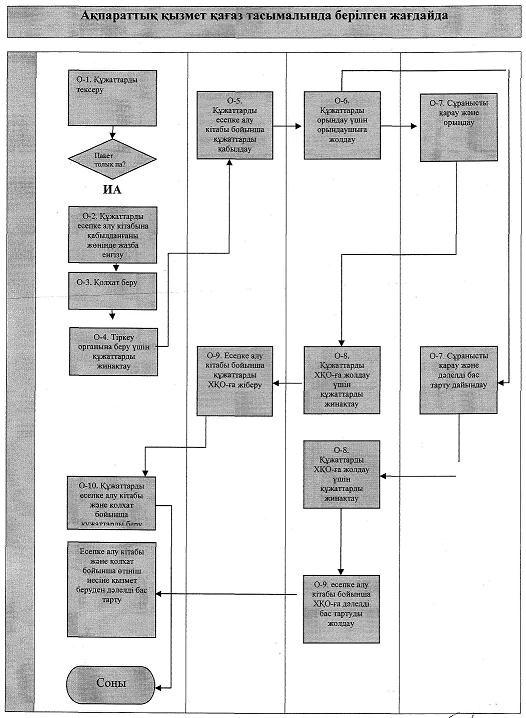 Ақпараттық қызмет қағаз тасымалында берілген жағдайда
О-1. Құжаттарды
тексеру
Пакет
толық па?
ИА
О-2. Құжаттарды
есепке алу кітабына
қабылданғаны
жөнінде жазба
енгізу
О-3. Қолхат беру
О-4. Тіркеу
органына беру үшін
құжаттарды
жинақтау
О-5.
Құжаттарды
есепке алу
кітабы бойынша
құжаттарды
қабылдау
О-6.
Құжаттарды
орындау үшін
орындаушыға
жолдау
О-7. Сұранысты
қарау және
орындау
О-9. Есепке алу
кітабы бойынша
құжаттарды
ХҚО-ға жіберу
О-8.
Құжаттарды
ХҚО-ға жолдау
үшін
құжаттарды
жинақтау
О-7. Сұранысты
қарау және
дәлелді бас
тарту дайындау
О-8.
Құжаттарды
ХҚО-ға жолдау
үшін
құжаттарды
жинақтау
О-10. Құжаттарды
есепке алу кітабы
және қолхат
бойынша
құжаттарды беру
Есепке алу кітабы
және қолхат
бойынша өтініш
иесіне қызмет
беруден дәлелді бас
тарту
О-9. есепке алу
кітабы бойынша
ХҚО-ға дәлелді
бас тартуды
жолдау
Соңы